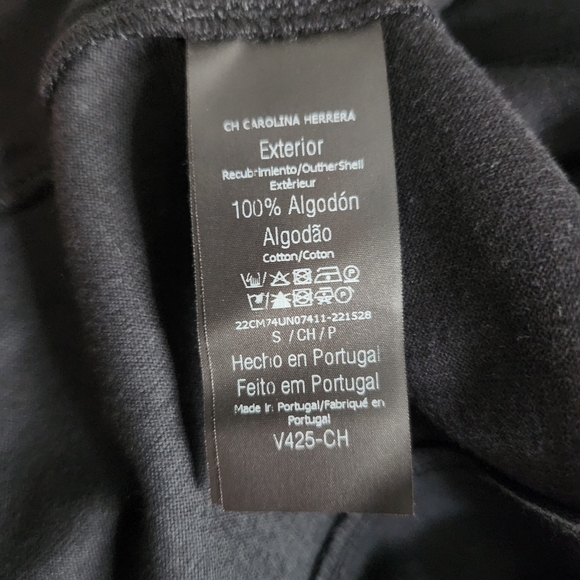 CH CAROLINA HERRERA
Exterior
Recubrimiento/OutherShell
Extèrieur
100% Algodón
Algodão
Cotton/Coton
P
22CM74UN07411-221528
S /CH/P
Hecho en Portugal
Feito em Portugal
Made in Portugal/Fabriqué en
Portugal
V425-CH